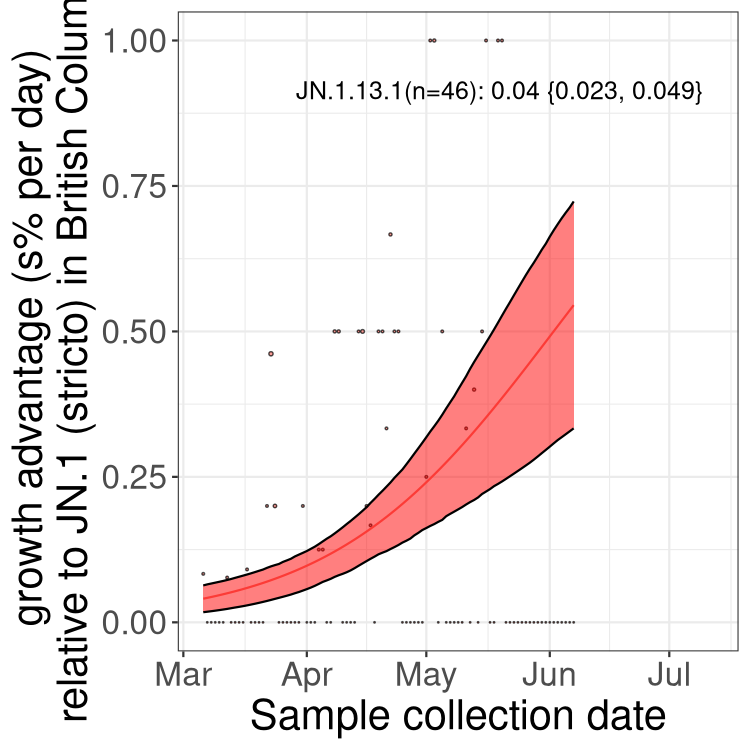 growth advantage (s% per day)
relative to JN.1 (stricto) in British Colum
1.00
0.75
0.50
0.25
0.00
JN.1.13.1(n=46): 0.04 {0.023, 0.049}
Mar Apr May Jun Jul
Sample collection date